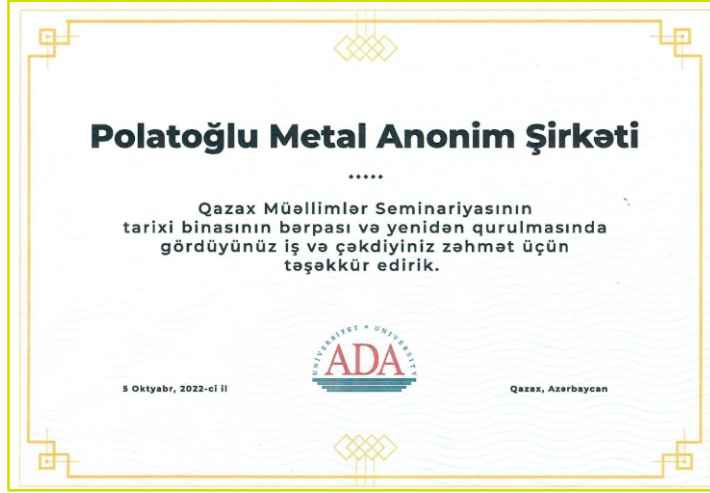 Polatoğlu Metal Anonim Şirkəti
Qazax Müəllimlər Seminariyasının
tarixi binasının bərpası və yenidən qurulmasında
gördüyünüz iş və çəkdiyiniz zəhmət üçün
təşəkkür edirik.
UNIVERSITET • UNIVERSITY
ADA
5 Oktyabr, 2022-ci il
Qazax, Azərbaycan